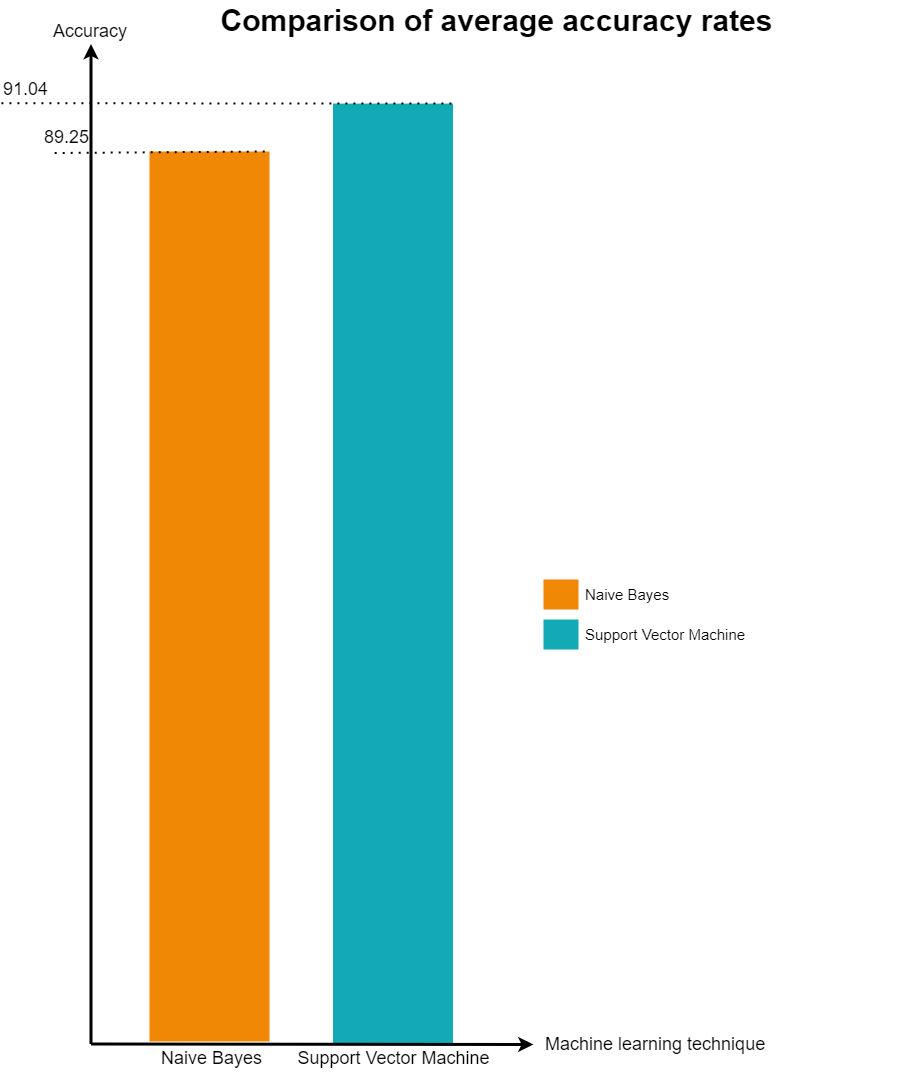 Comparison of average accuracy rates
Accuracy
91.04
89.25
Naive Bayes
Support Vector Machine
Machine learning technique
Naive Bayes
Support Vector Machine